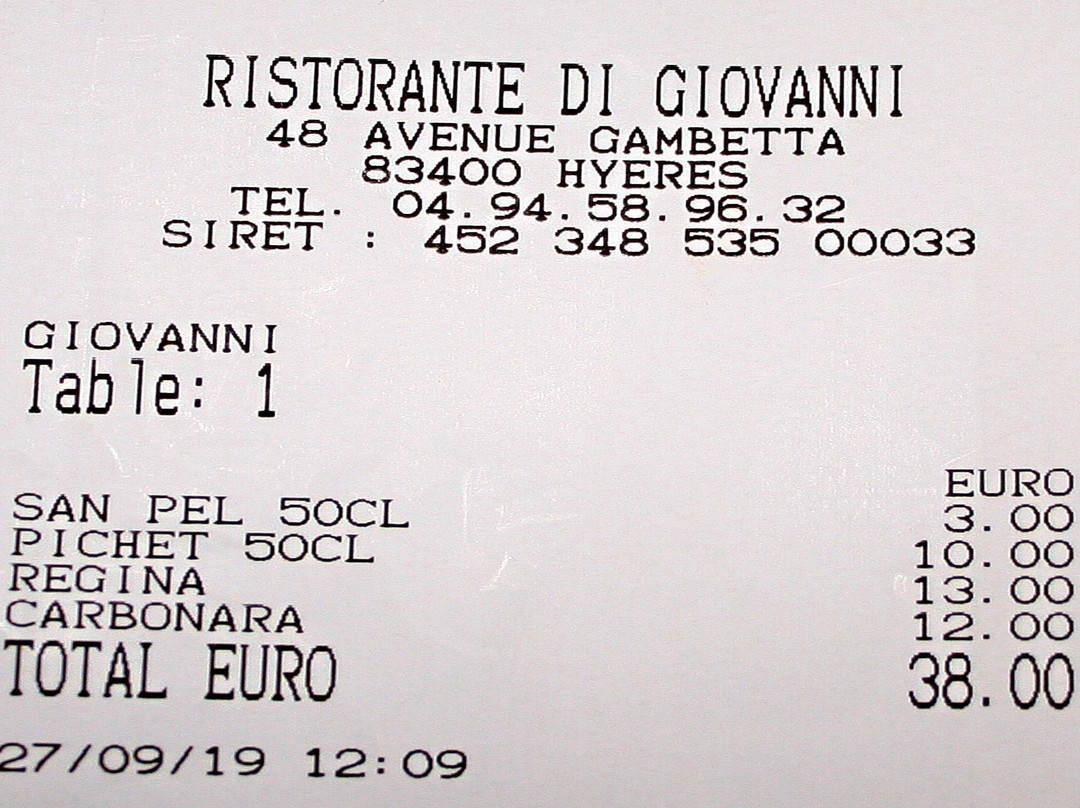 RISTORANTE DI GIOVANNI
48 AVENUE GAMBETTA
83400 HYERES
TEL. 04.94.58.96.32
SIRET : 452 348 535 00033
GIOVANNI
Table: 1
EURO
SAN PEL 50CL 3.00
PICHET 50CL 10.00
REGINA 13.00
CARBONARA 12.00
TOTAL EURO 38.00
27/09/19 12:09